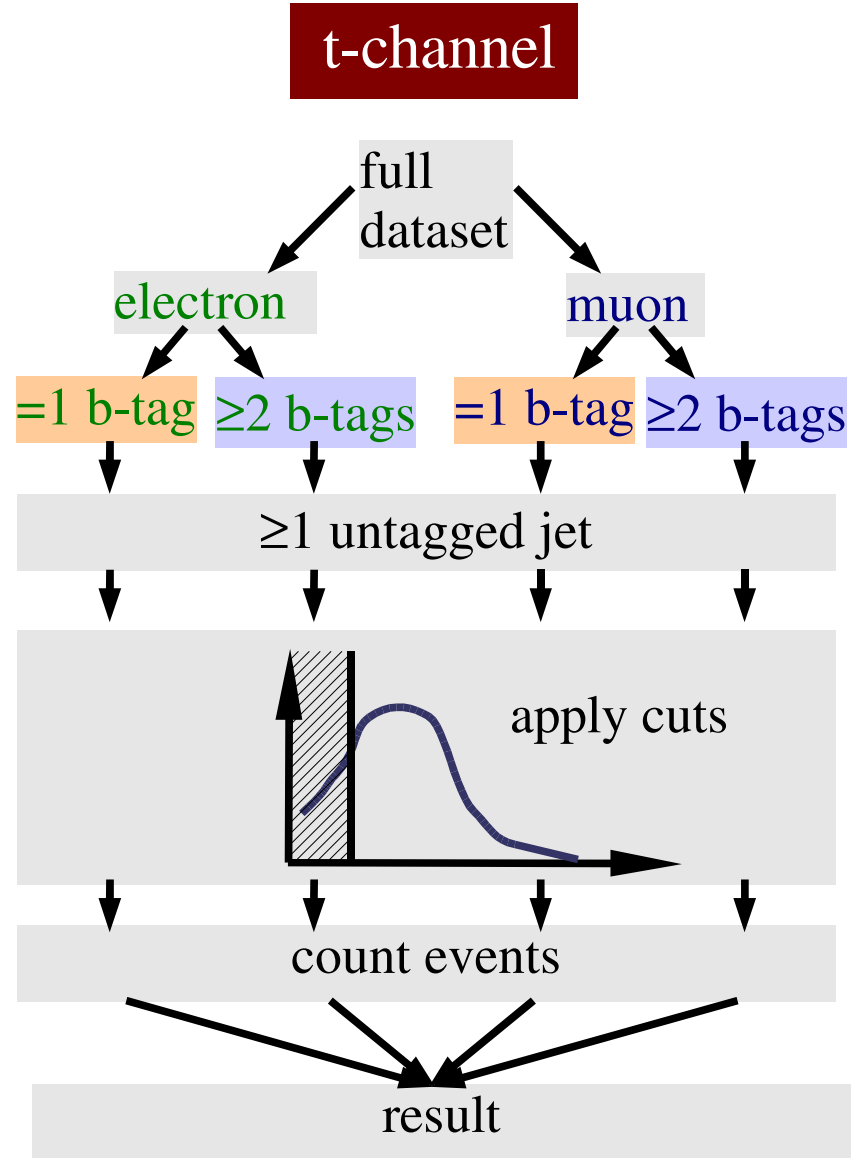 t-channel
full
dataset
electron
muon
=1 b-tag
≥2 b-tags
=1 b-tag
≥2 b-tags
≥1 untagged jet
apply cuts
count events
result